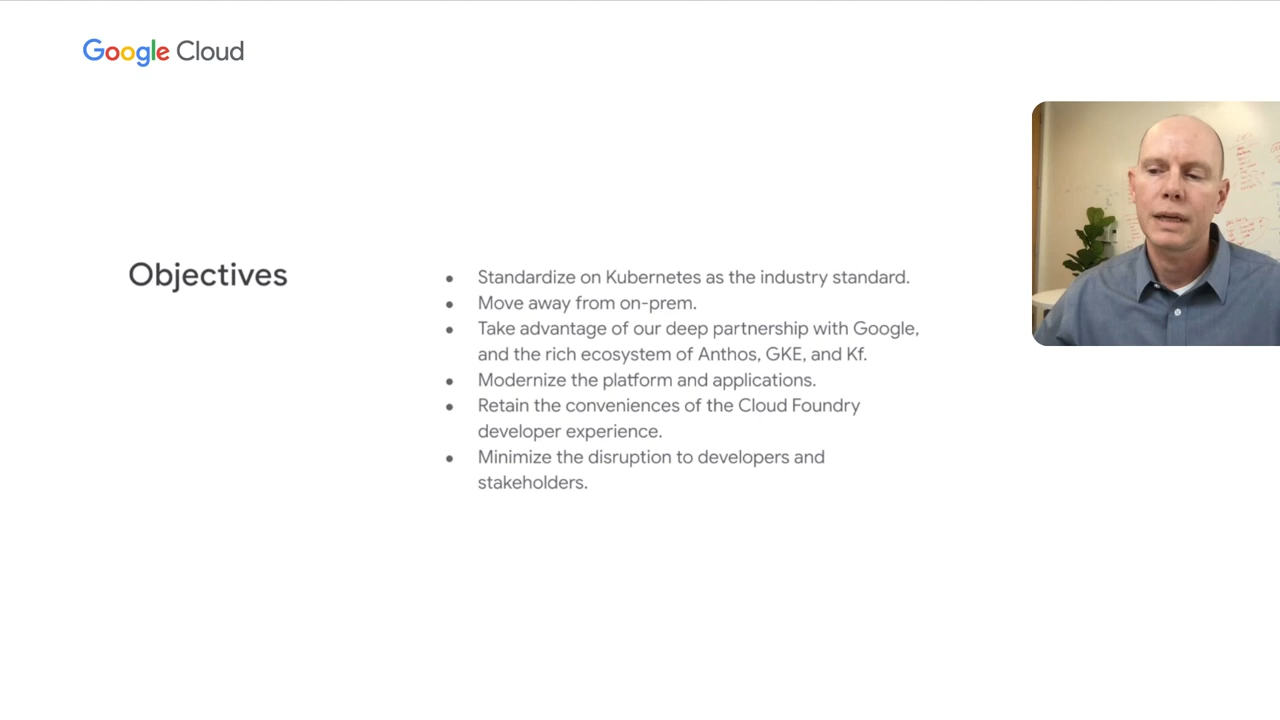 Google Cloud
Objectives
● Standardize on Kubernetes as the industry standard.
● Move away from on-prem.
● Take advantage of our deep partnership with Google,
and the rich ecosystem of Anthos, GKE, and Kf.
● Modernize the platform and applications.
● Retain the conveniences of the Cloud Foundry
developer experience.
● Minimize the disruption to developers and
stakeholders.